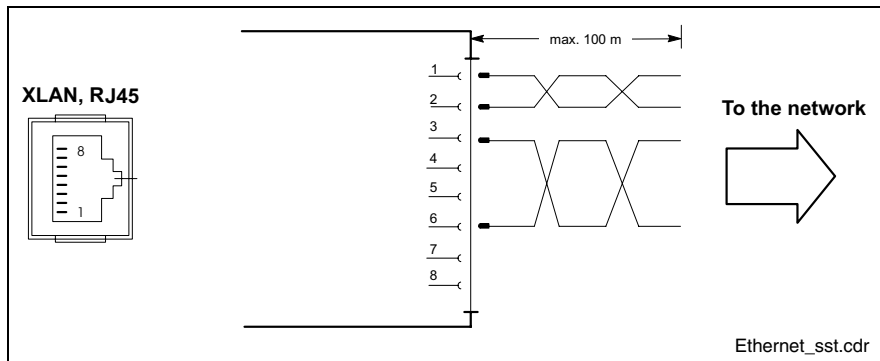 max. 100 m
XLAN, RJ45
8
1
1
2
3
4
5
6
7
8
To the network
Ethernet_sst.cdr